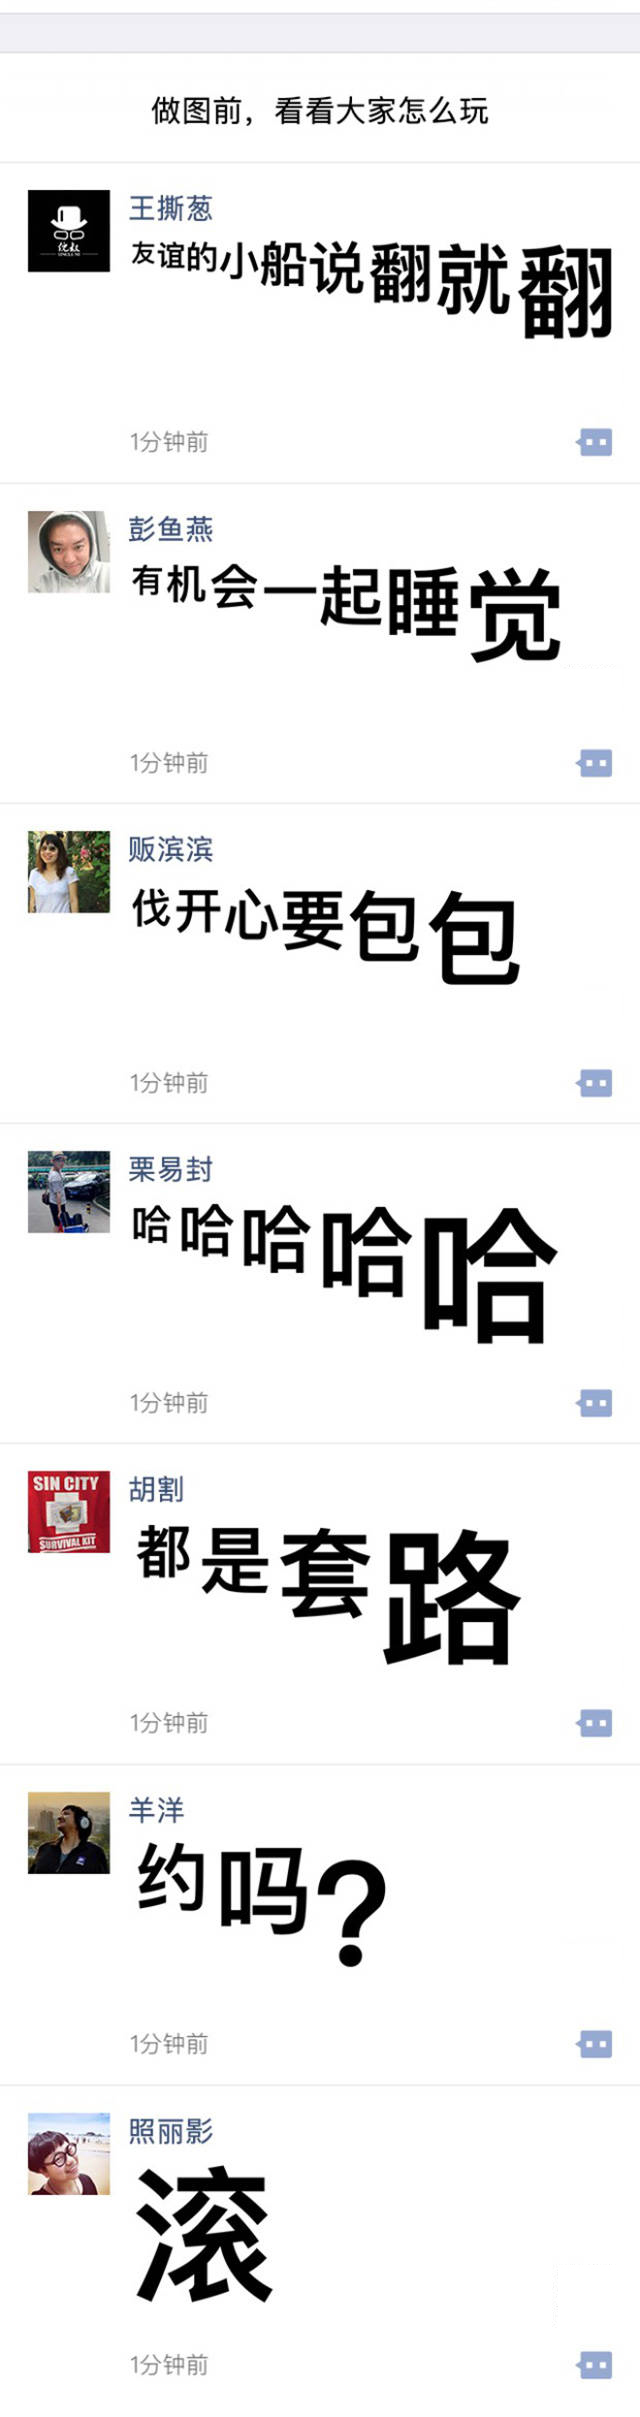 做图前，看看大家怎么玩
王撕葱
友谊的小船说翻就翻
1分钟前
彭鱼燕
有机会一起睡觉
1分钟前
贩滨滨
伐开心要包包
1分钟前
栗易封
哈哈哈哈哈
1分钟前
SIN CITY
SURVIVAL KIT
胡割
都是套路
1分钟前
羊洋
约吗?
1分钟前
照丽影
滚
1分钟前